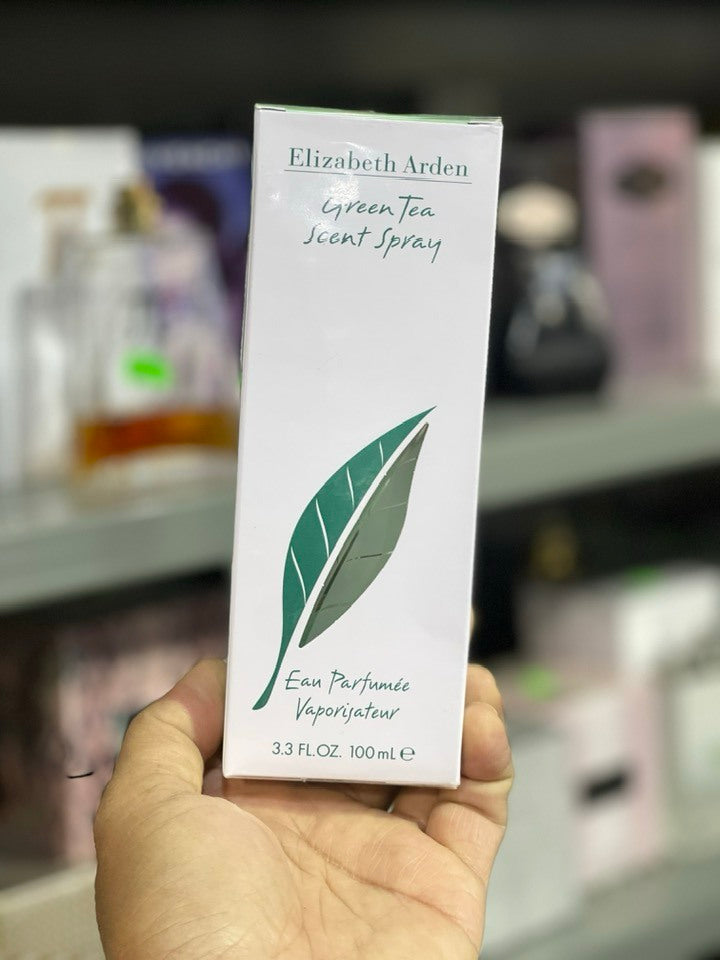 Elizabeth Arden
Green Tea
Scent Spray
Eau Parfumée
Vaporisateur
3.3 FL.OZ. 100 mL ℮